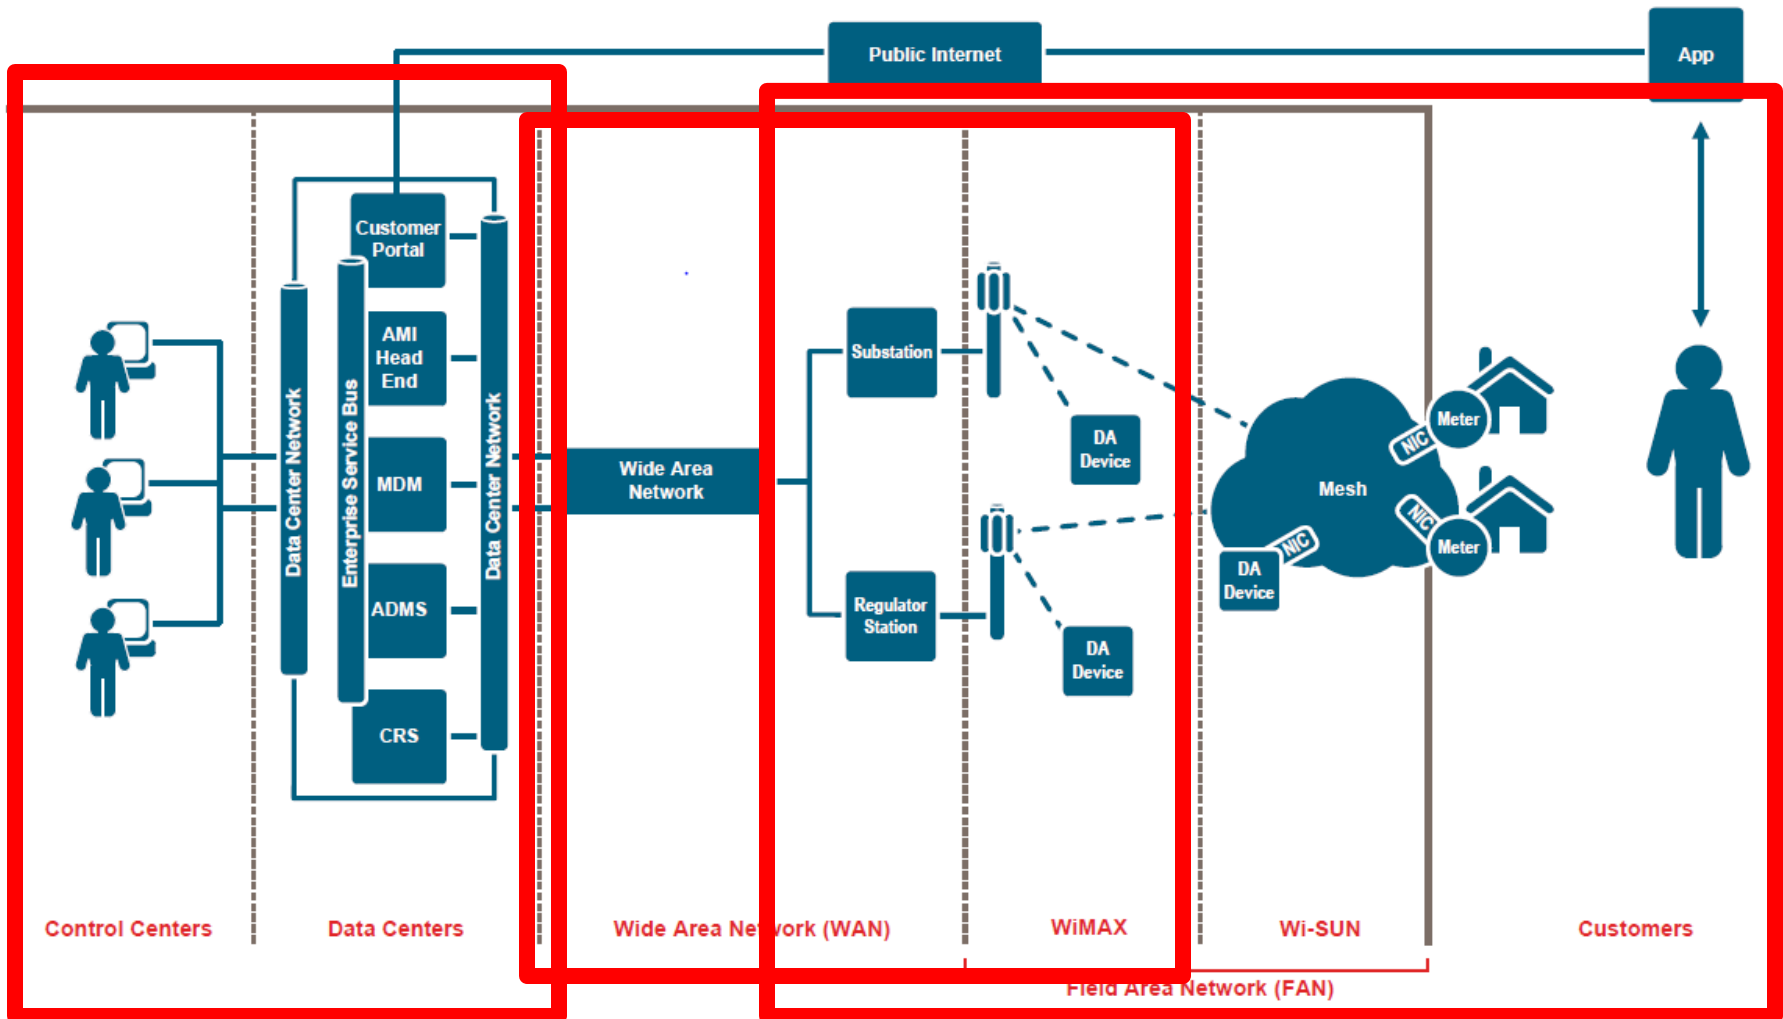 Public Internet
App
Customer
Portal
AMI
Head
End
MDM
ADMS
CRS
Data Center Network
Enterprise Service Bus
Data Center Network
Wide Area
Network
Substation
Regulator
Station
DA
Device
DA
Device
Mesh
NIC
Meter
NIC
Meter
NIC
DA
Device
Control Centers
Data Centers
Wide Area Network (WAN)
WiMAX
Wi-SUN
Customers
Field Area Network (FAN)